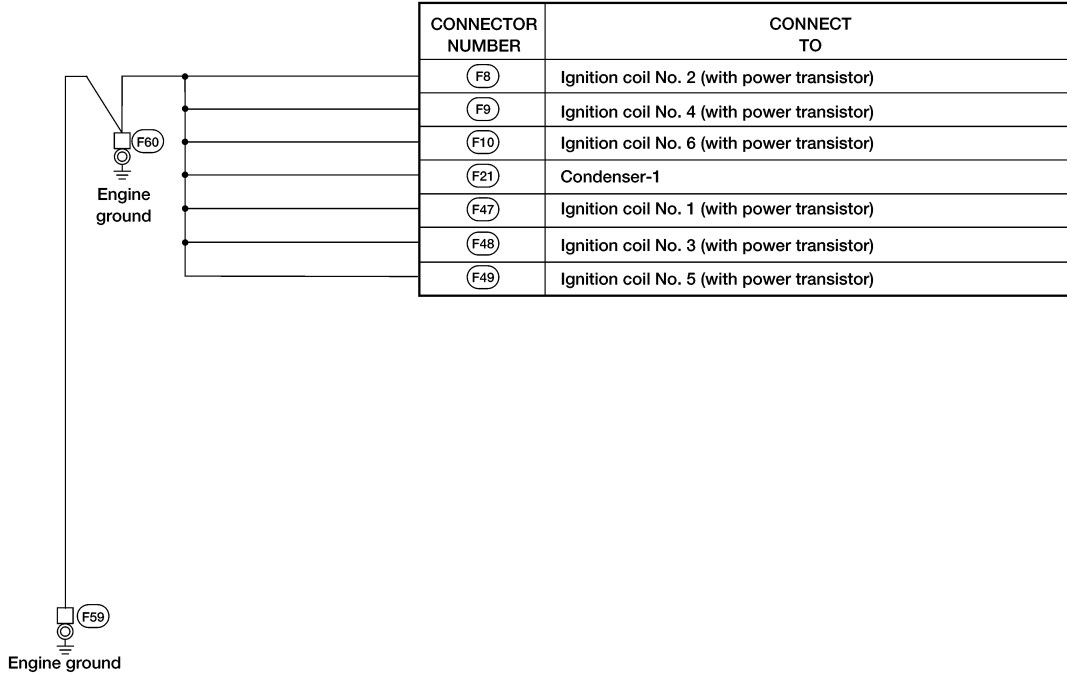 CONNECTOR NUMBER
CONNECT TO
F8 Ignition coil No. 2 (with power transistor)
F9 Ignition coil No. 4 (with power transistor)
F10 Ignition coil No. 6 (with power transistor)
F21 Condenser-1
F47 Ignition coil No. 1 (with power transistor)
F48 Ignition coil No. 3 (with power transistor)
F49 Ignition coil No. 5 (with power transistor)
F60
Engine
ground
F59
Engine ground